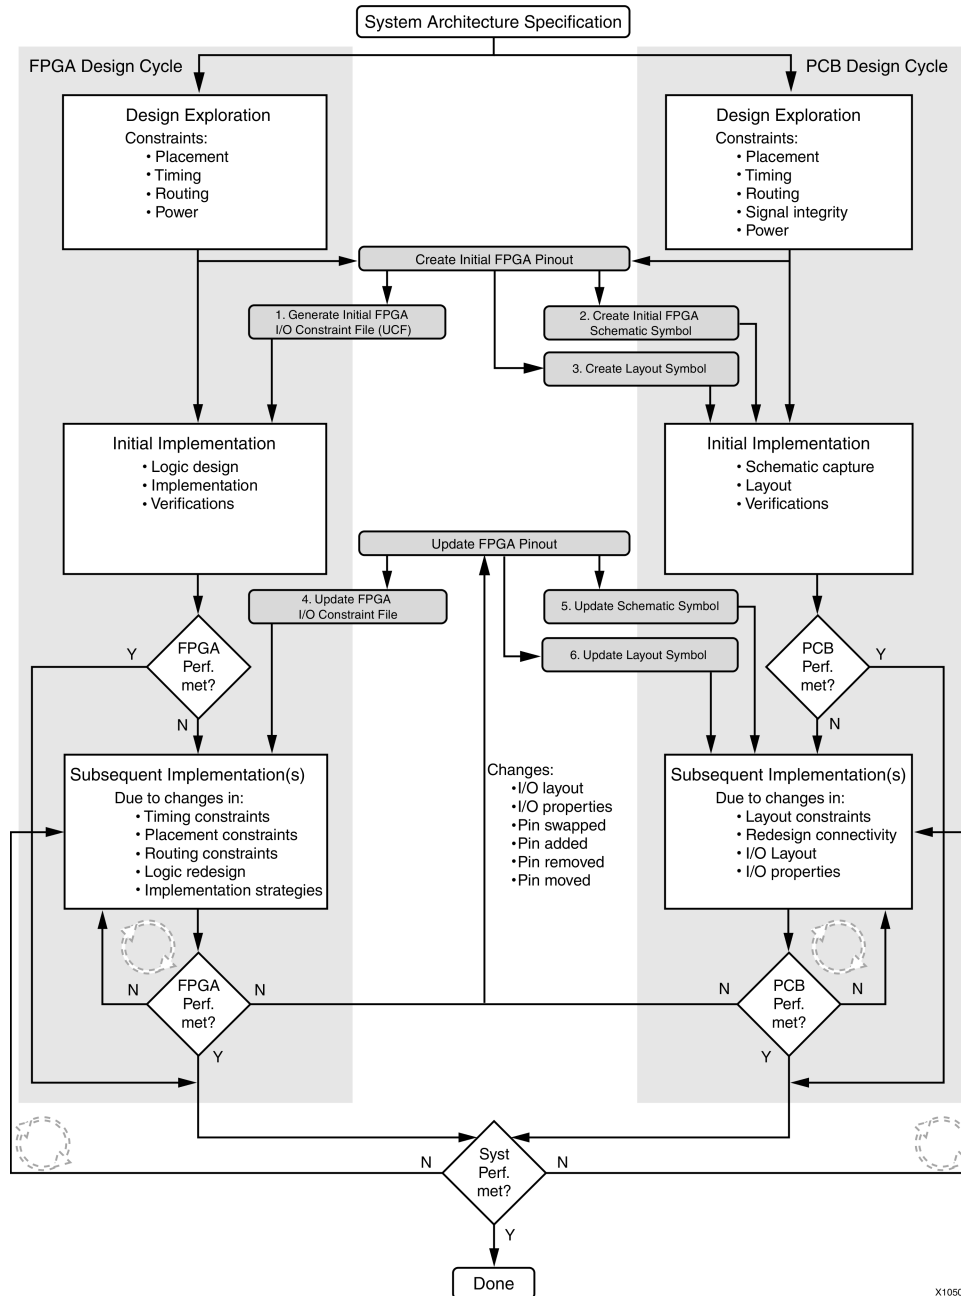 System Architecture Specification
FPGA Design Cycle
PCB Design Cycle
Design Exploration
Constraints:
• Placement
• Timing
• Routing
• Power
Design Exploration
Constraints:
• Placement
• Timing
• Routing
• Signal integrity
• Power
Create Initial FPGA Pinout
1. Generate Initial FPGA
I/O Constraint File (UCF)
2. Create Initial FPGA
Schematic Symbol
3. Create Layout Symbol
Initial Implementation
• Logic design
• Implementation
• Verifications
Initial Implementation
• Schematic capture
• Layout
• Verifications
Update FPGA Pinout
4. Update FPGA
I/O Constraint File
5. Update Schematic Symbol
6. Update Layout Symbol
Y
FPGA
Perf.
met?
N
PCB
Perf.
met?
Y
N
Subsequent Implementation(s)
Due to changes in:
• Timing constraints
• Placement constraints
• Routing constraints
• Logic redesign
• Implementation strategies
Changes:
•I/O layout
•I/O properties
•Pin swapped
•Pin added
•Pin removed
•Pin moved
Subsequent Implementation(s)
Due to changes in:
• Layout constraints
• Redesign connectivity
• I/O Layout
• I/O properties
N
FPGA
Perf.
met?
N
Y
N
PCB
Perf.
met?
N
Y
N
Syst
Perf.
met?
N
Y
Done
X1050